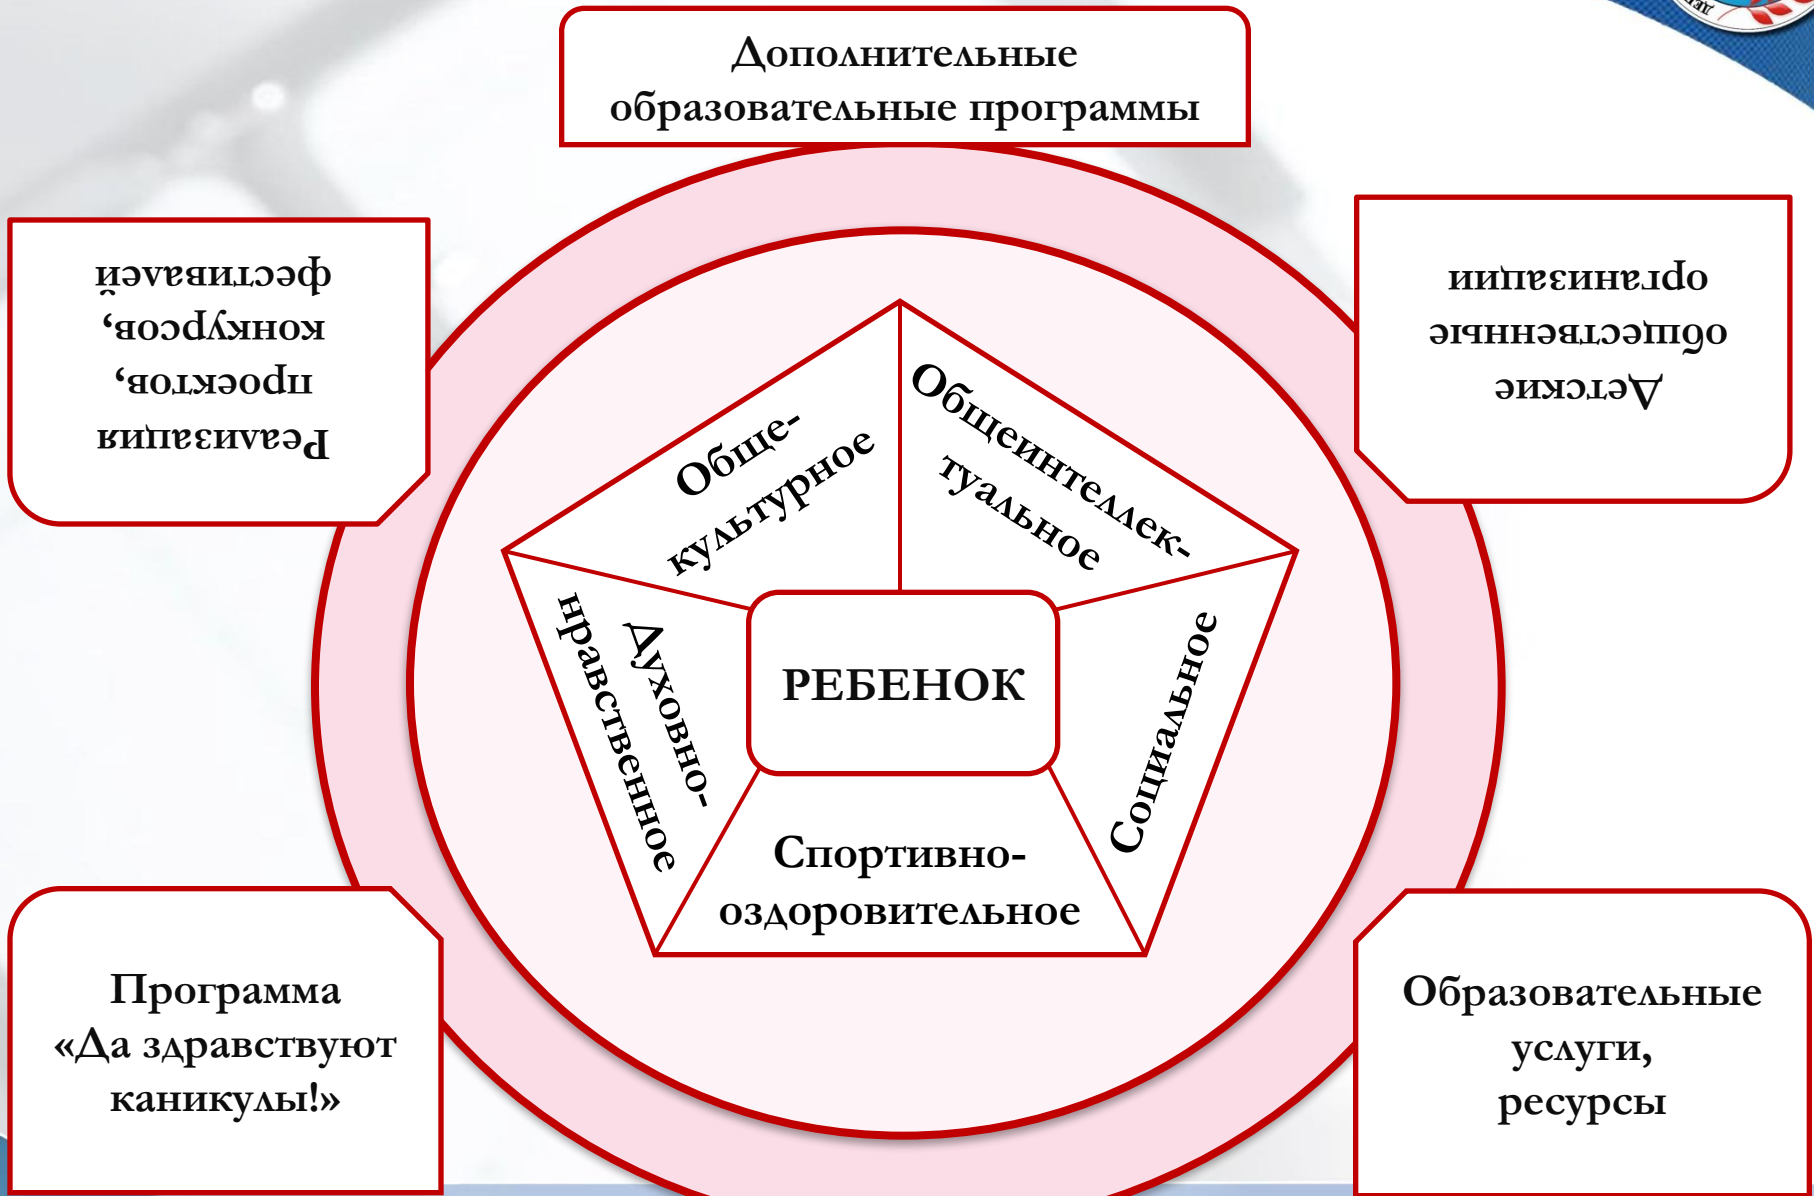 Дополнительные
образовательные программы
Реализация
проектов,
конкурсов,
фестивалей
Детские
общественные
организации
Обще-
культурное
Общеинтеллек-
туальное
Духовно-
нравственное
РЕБЕНОК
Социальное
Спортивно-
оздоровительное
Программа
«Да здравствуют
каникулы!»
Образовательные
услуги,
ресурсы